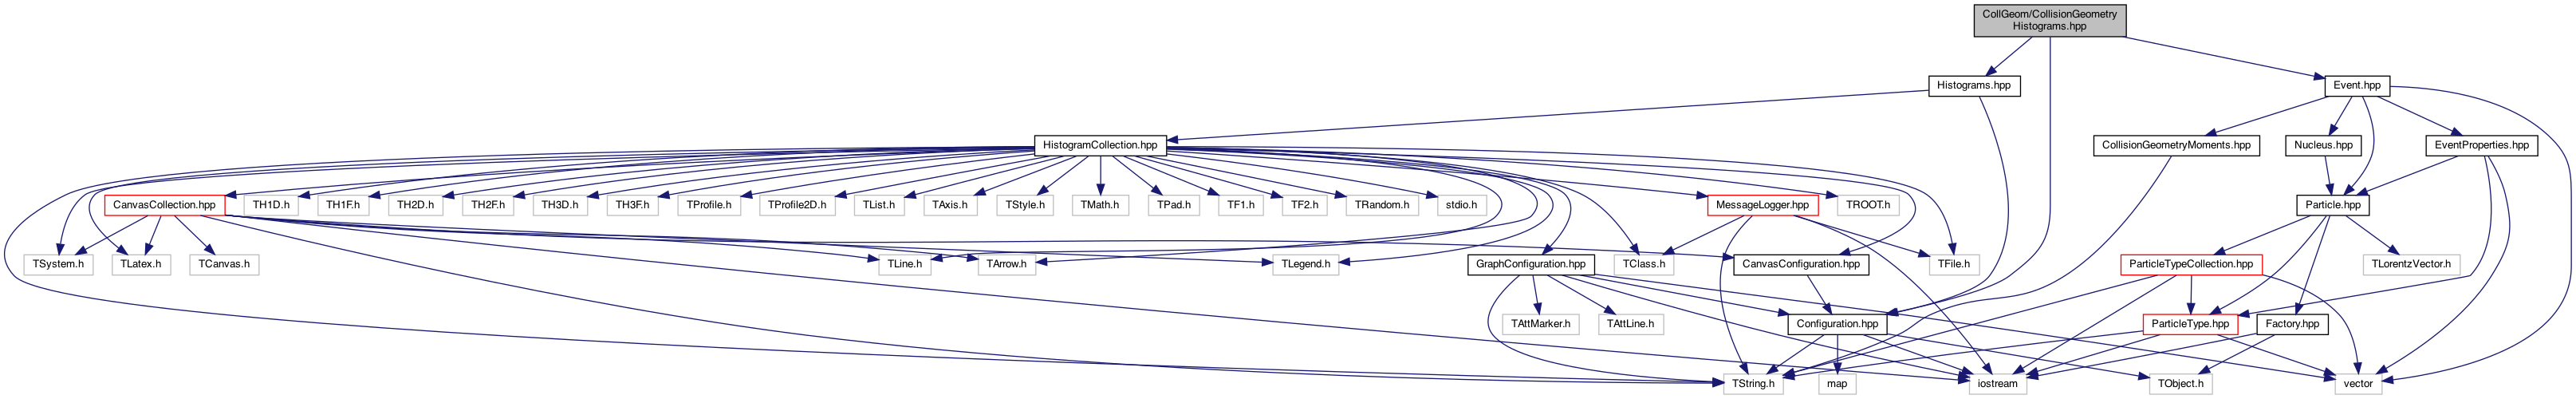 CollGeom/CollisionGeometry
Histograms.hpp
Histograms.hpp
Event.hpp
HistogramCollection.hpp
CollisionGeometryMoments.hpp
Nucleus.hpp
EventProperties.hpp
CanvasCollection.hpp
TH1D.h
TH1F.h
TH2D.h
TH2F.h
TH3D.h
TH3F.h
TProfile.h
TProfile2D.h
TList.h
TAxis.h
TStyle.h
TMath.h
TPad.h
TF1.h
TF2.h
TRandom.h
stdio.h
MessageLogger.hpp
TROOT.h
Particle.hpp
TSystem.h
TLatex.h
TCanvas.h
TLine.h
TArrow.h
TLegend.h
GraphConfiguration.hpp
TClass.h
CanvasConfiguration.hpp
TFile.h
ParticleTypeCollection.hpp
TLorentzVector.h
TAttMarker.h
TAttLine.h
Configuration.hpp
ParticleType.hpp
Factory.hpp
TString.h
map
iostream
TObject.h
vector